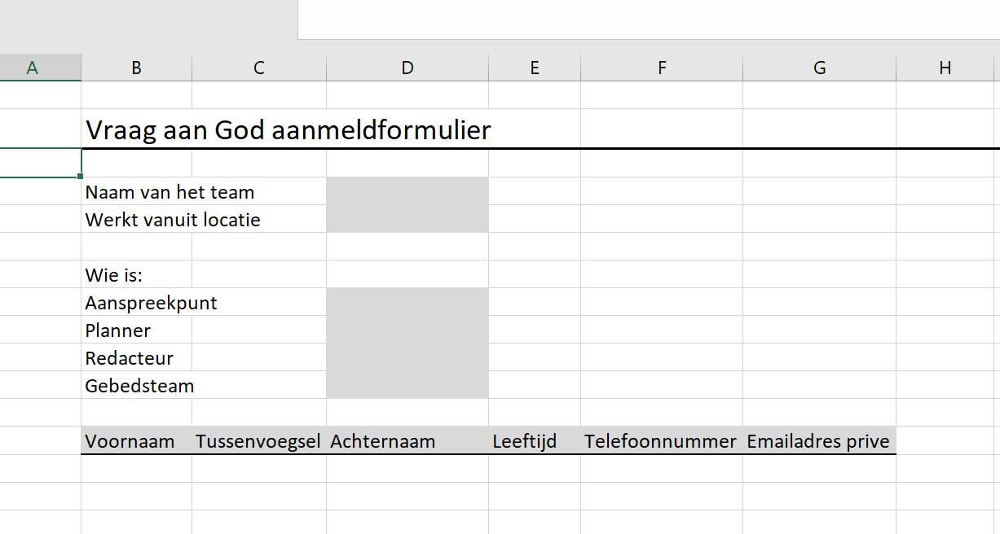 A B C D E F G H
Vraag aan God aanmeldformulier
Naam van het team
Werkt vanuit locatie
Wie is:
Aanspreekpunt
Planner
Redacteur
Gebedsteam
Voornaam Tussenvoegsel Achternaam Leeftijd Telefoonnummer Emailadres prive